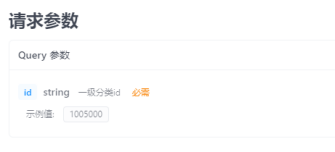 请求参数
Query 参数
id string 一级分类id 必需
示例值: 1005000